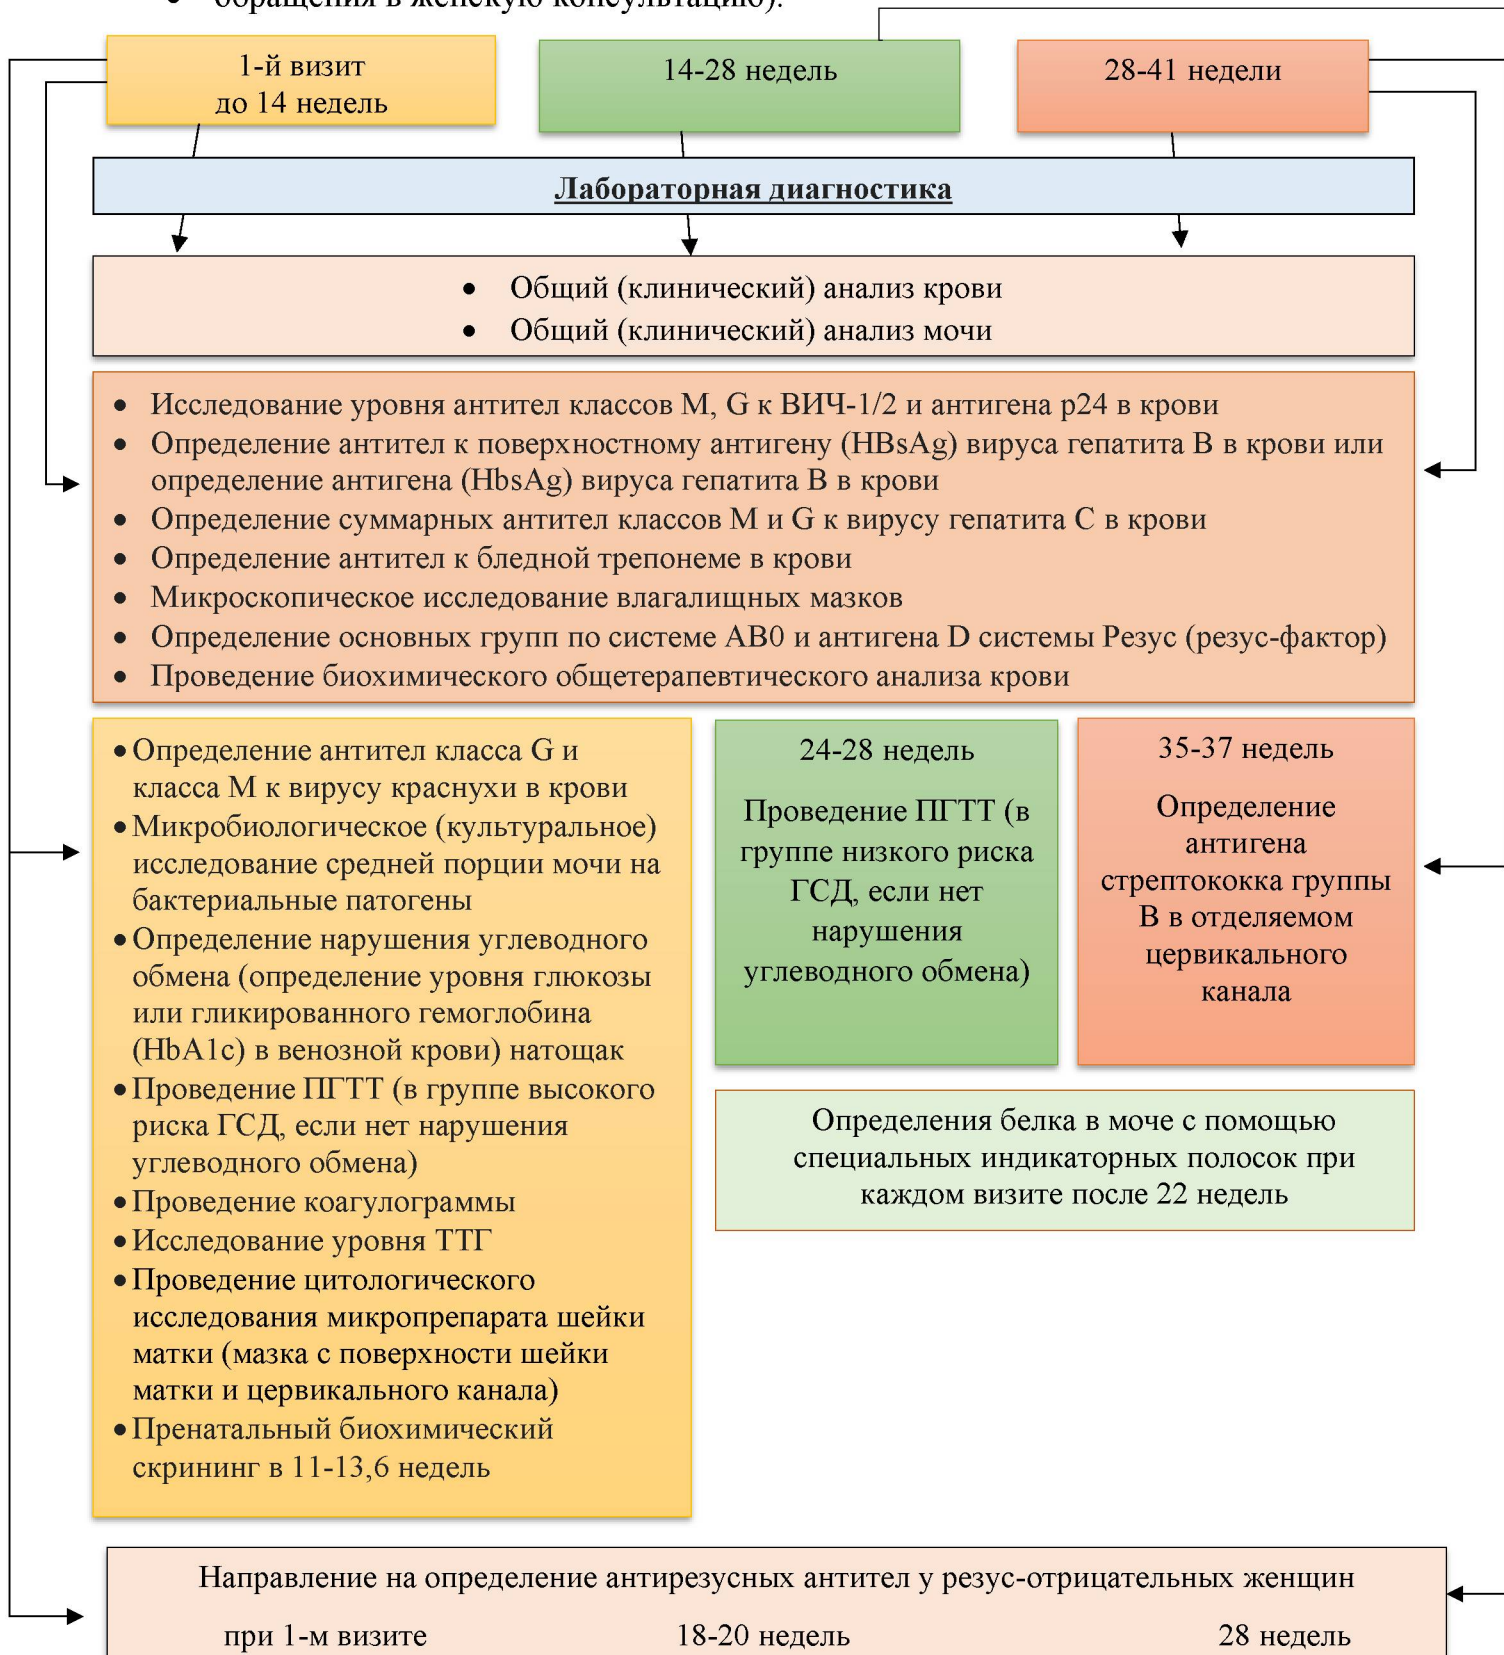 • обращения в женскую консультацию).
1-й визит
до 14 недель
14-28 недель
28-41 недели
Лабораторная диагностика
• Общий (клинический) анализ крови
• Общий (клинический) анализ мочи
• Исследование уровня антител классов M, G к ВИЧ-1/2 и антигена p24 в крови
• Определение антител к поверхностному антигену (HBsAg) вируса гепатита B в крови или
определение антигена (HbsAg) вируса гепатита B в крови
• Определение суммарных антител классов M и G к вирусу гепатита C в крови
• Определение антител к бледной трепонеме в крови
• Микроскопическое исследование влагалищных мазков
• Определение основных групп по системе AB0 и антигена D системы Резус (резус-фактор)
• Проведение биохимического общетерапевтического анализа крови
• Определение антител класса G и
класса M к вирусу краснухи в крови
• Микробиологическое (культуральное)
исследование средней порции мочи на
бактериальные патогены
• Определение нарушения углеводного
обмена (определение уровня глюкозы
или гликированного гемоглобина
(HbA1c) в венозной крови) натощак
• Проведение ПГТТ (в группе высокого
риска ГСД, если нет нарушения
углеводного обмена)
• Проведение коагулограммы
• Исследование уровня ТТГ
• Проведение цитологического
исследования микропрепарата шейки
матки (мазка с поверхности шейки
матки и цервикального канала)
• Пренатальный биохимический
скрининг в 11-13,6 недель
24-28 недель
Проведение ПГТТ (в
группе низкого риска
ГСД, если нет
нарушения
углеводного обмена)
35-37 недель
Определение
антигена
стрептококка группы
B в отделяемом
цервикального
канала
Определения белка в моче с помощью
специальных индикаторных полосок при
каждом визите после 22 недель
Направление на определение антирезусных антител у резус-отрицательных женщин
при 1-м визите 18-20 недель 28 недель